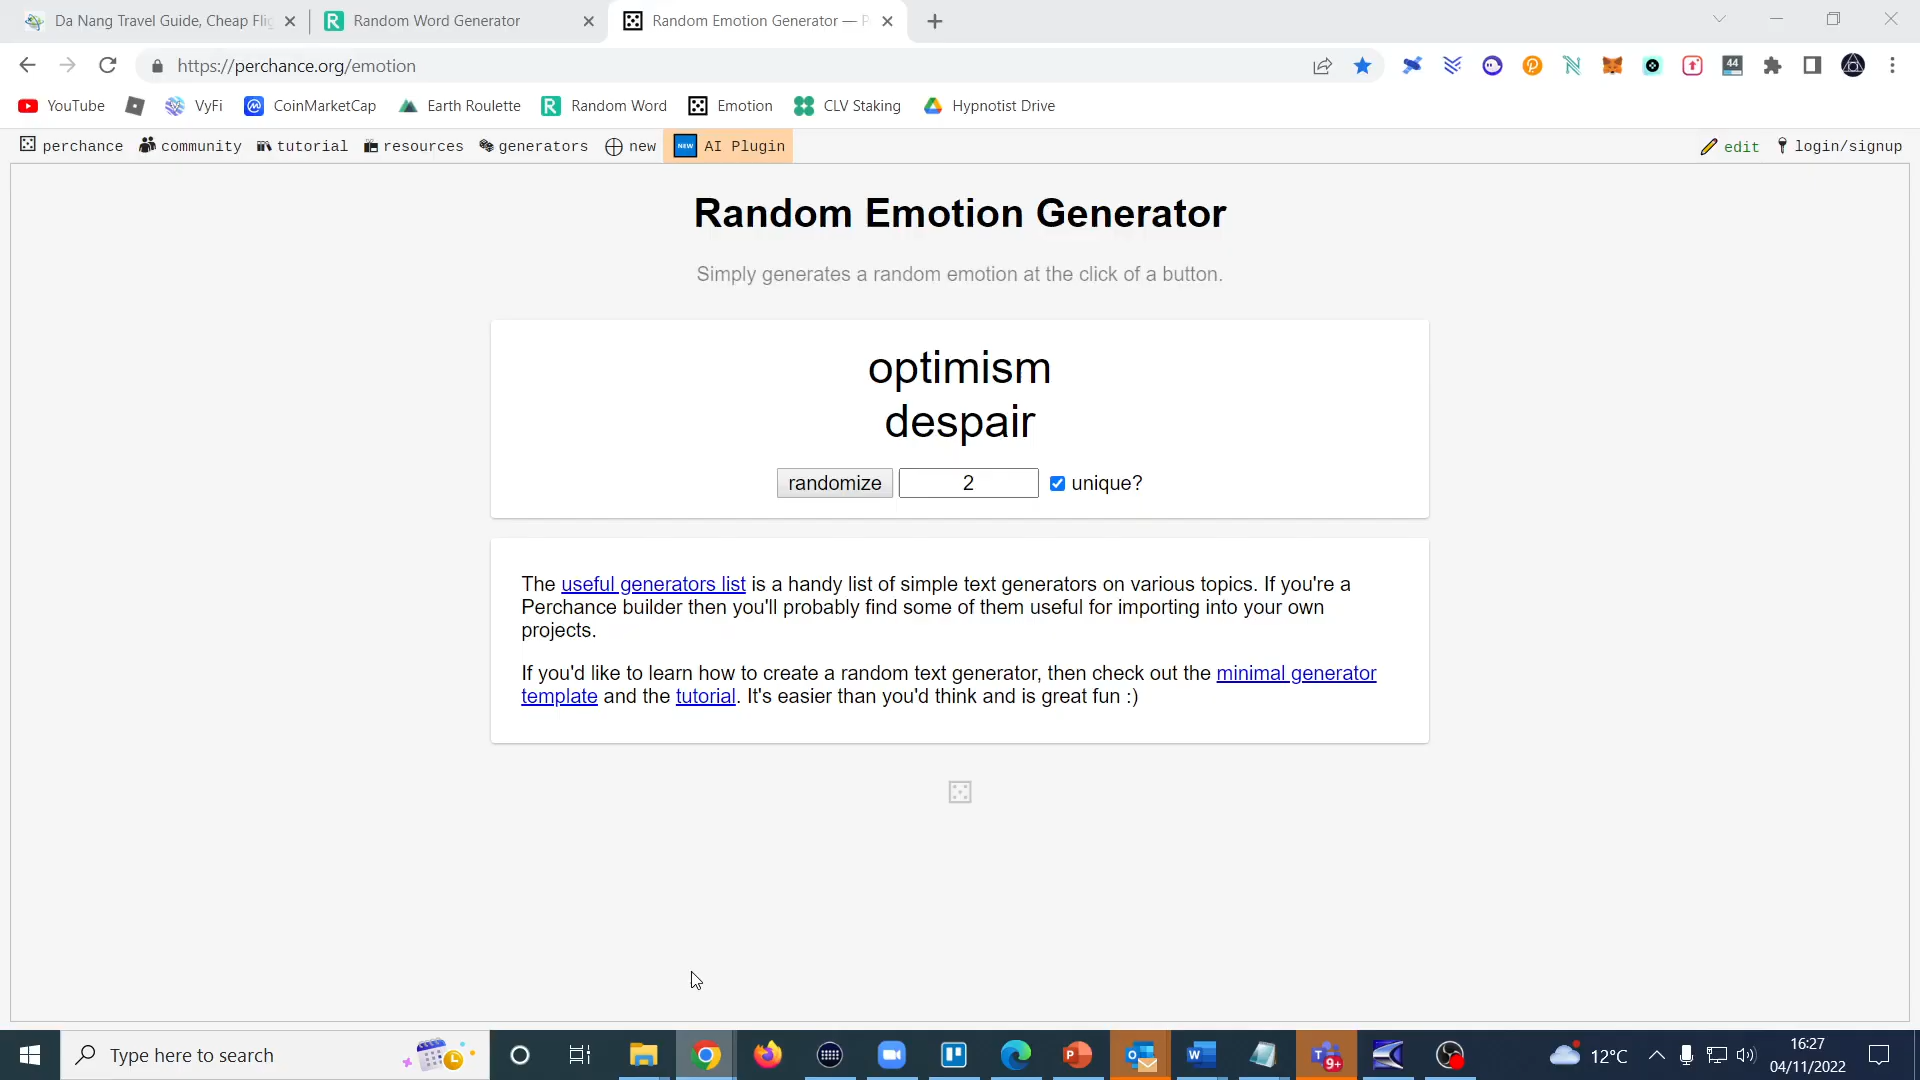 Da Nang Travel Guide, Cheap Flig
Random Word Generator
Random Emotion Generator — P
https://perchance.org/emotion
44
YouTube
VyFi
CoinMarketCap
Earth Roulette
R Random Word
Emotion
CLV Staking
Hypnotist Drive
perchance
community
tutorial
resources
generators
new
NEW AI Plugin
edit
login/signup
Random Emotion Generator
Simply generates a random emotion at the click of a button.
optimism
despair
randomize 2 unique?
The useful generators list is a handy list of simple text generators on various topics. If you're a
Perchance builder then you'll probably find some of them useful for importing into your own
projects.
If you'd like to learn how to create a random text generator, then check out the minimal generator
template and the tutorial. It's easier than you'd think and is great fun :)
Type here to search
9+
12°C
16:27
04/11/2022